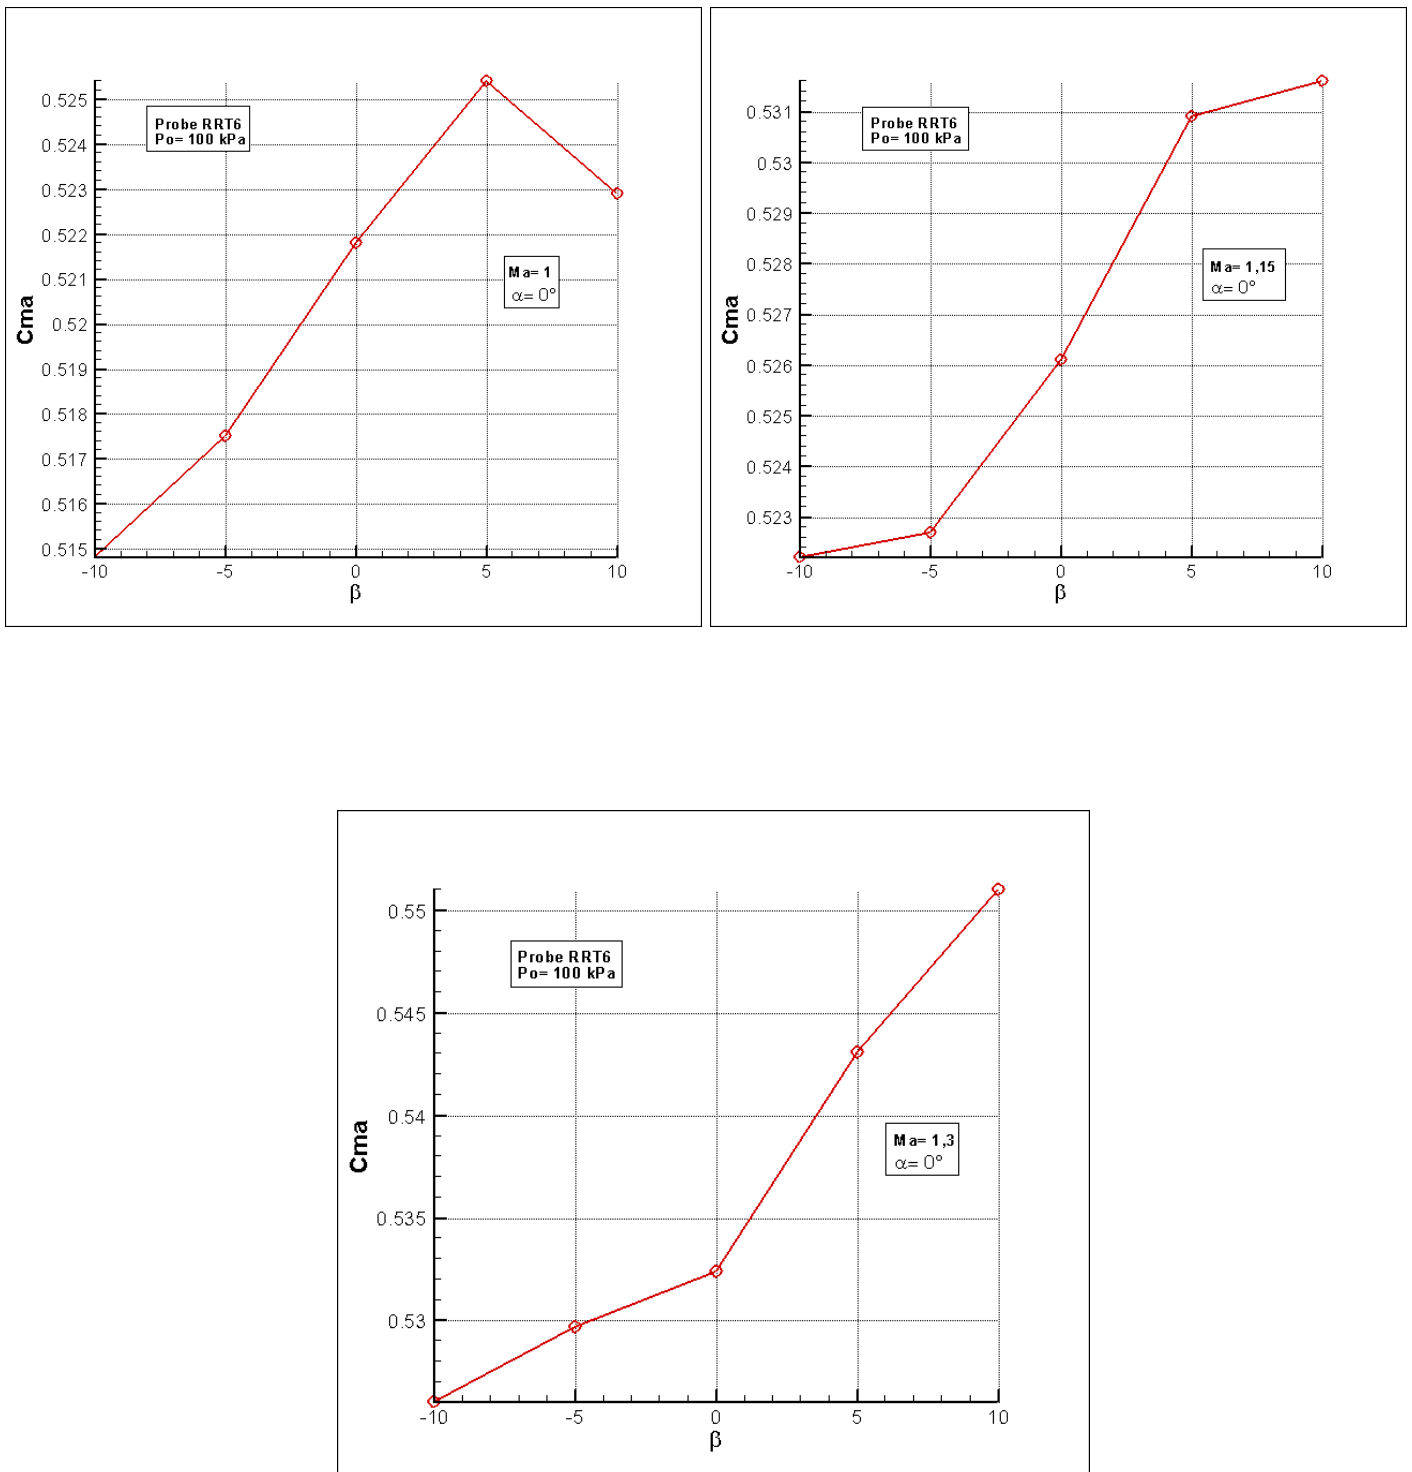 0.525
0.524
0.523
0.522
0.521
0.52
0.519
0.518
0.517
0.516
0.515
Cma
Probe RRT6
Po= 100 kPa
Ma= 1
α= 0°
-10 -5 0 5 10
β
0.531
0.53
0.529
0.528
0.527
0.526
0.525
0.524
0.523
Cma
Probe RRT6
Po= 100 kPa
Ma= 1,15
α= 0°
-10 -5 0 5 10
β
0.55
0.545
0.54
0.535
0.53
Cma
Probe RRT6
Po= 100 kPa
Ma= 1,3
α= 0°
-10 -5 0 5 10
β